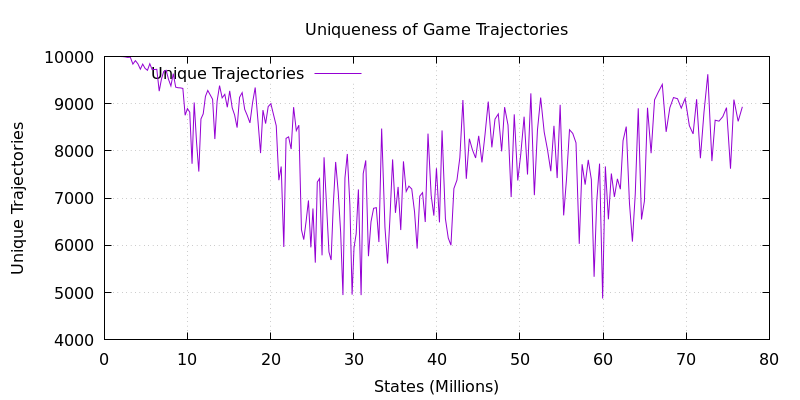 Uniqueness of Game Trajectories
Unique Trajectories
10000
9000
8000
7000
6000
5000
4000
Unique Trajectories
0 10 20 30 40 50 60 70 80
States (Millions)